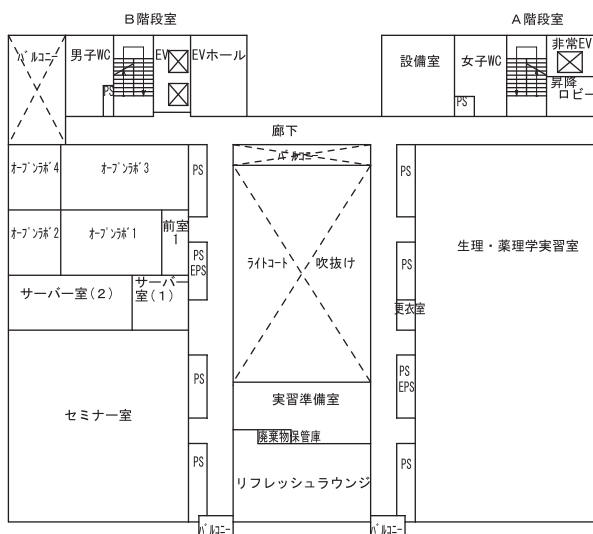 B階段室
A階段室
バルコニー
男子WC
EV
EVホール
設備室
女子WC
非常EV
昇降
ロビー
PS
PS
廊下
バルコニー
オープンラボ4
オープンラボ3
PS
PS
オープンラボ2
オープンラボ1
前室
1
PS
EPS
ライトコート
吹抜け
PS
生理・薬理学実習室
サーバー室(2)
サーバー
室(1)
更衣室
PS
PS
EPS
実習準備室
セミナー室
廃棄物保管庫
PS
PS
リフレッシュラウンジ
バルコニー
バルコニー